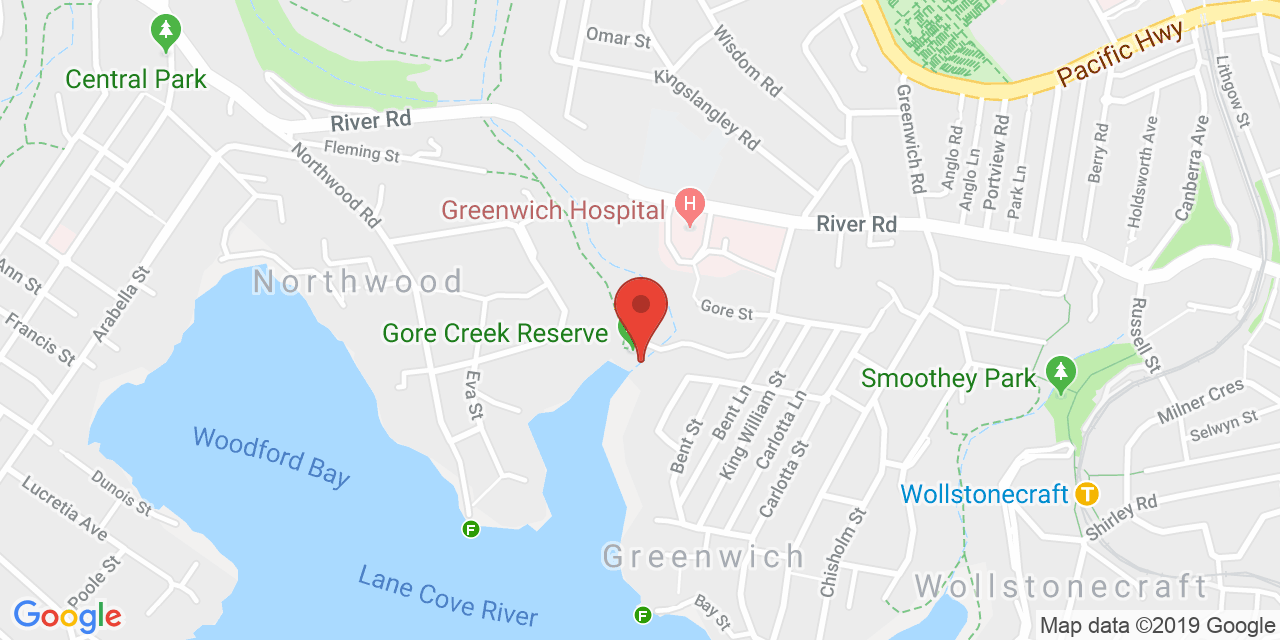 Omar St
Wisdom Rd
Pacific Hwy
Lithgow St
Central Park
Kingslangley Rd
River Rd
Fleming St
Northwood Rd
Greenwich Rd
Anglo Rd
Anglo Ln
Portview Rd
Park Ln
Berry Rd
Holdsworth Ave
Canberra Ave
Greenwich Hospital
H
River Rd
Northwood
Ann St
Arabella St
Francis St
Gore St
Russell St
Gore Creek Reserve
Smoothey Park
Eva St
Milner Cres
Selwyn St
Bent St
Bent Ln
King William St
Carlotta Ln
Carlotta St
Woodford Bay
Dunois St
Lucretia Ave
Wollstonecraft
T
Shirley Rd
F
Chisholm St
Greenwich
Wollstonecraft
Poole St
Lane Cove River
F
Bay St
Google
Map data ©2019 Google